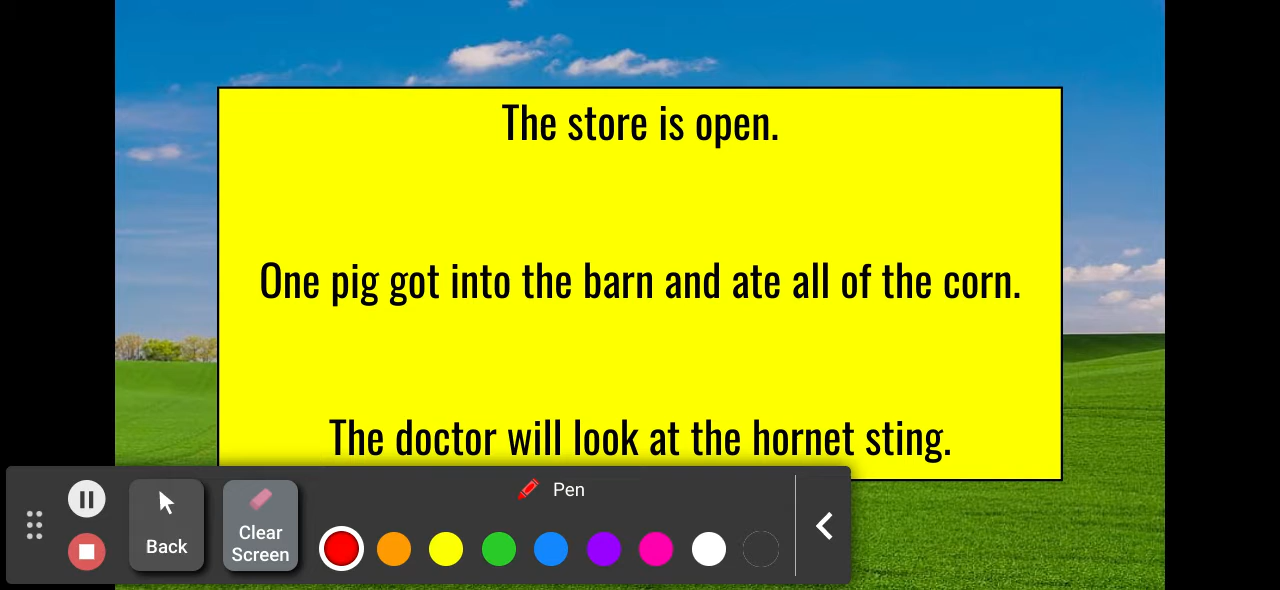 The store is open.
One pig got into the barn and ate all of the corn.
The doctor will look at the hornet sting.
Pen
Back
Clear
Screen